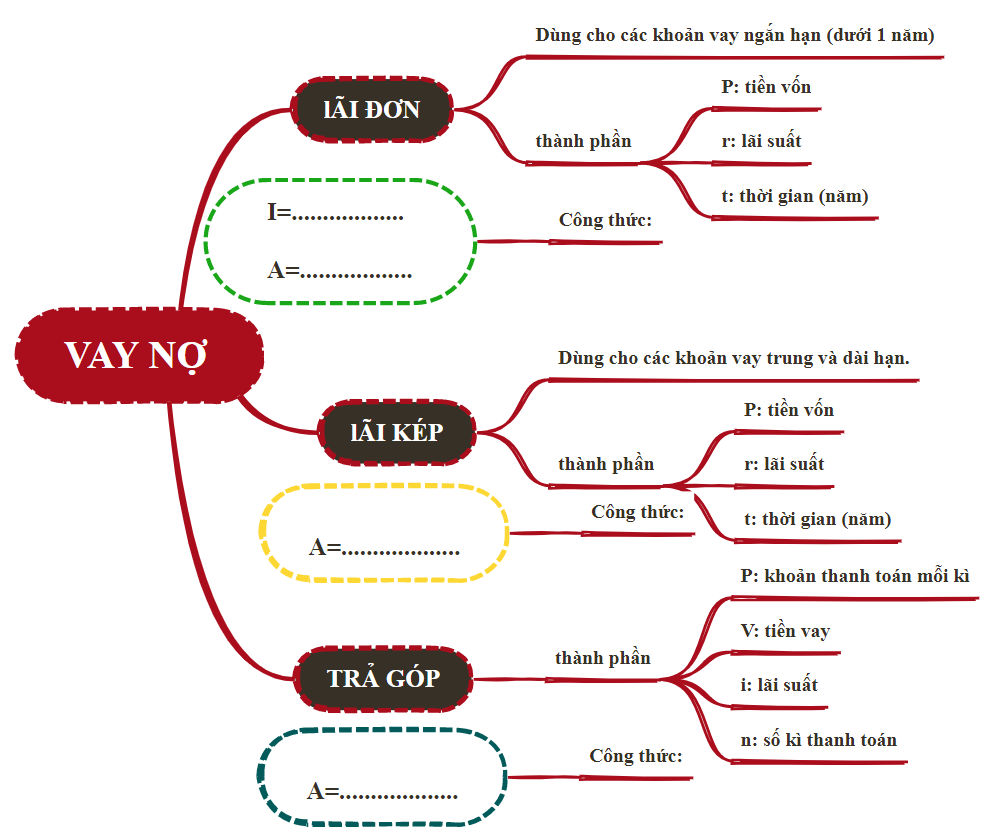 VAY NỢ
lÃI ĐƠN
Dùng cho các khoản vay ngắn hạn (dưới 1 năm)
thành phần
P: tiền vốn
r: lãi suất
t: thời gian (năm)
Công thức:
I=..................
A=..................
lÃI KÉP
Dùng cho các khoản vay trung và dài hạn.
thành phần
P: tiền vốn
r: lãi suất
t: thời gian (năm)
Công thức:
A=...................
TRẢ GÓP
thành phần
P: khoản thanh toán mỗi kì
V: tiền vay
i: lãi suất
n: số kì thanh toán
Công thức:
A=...................